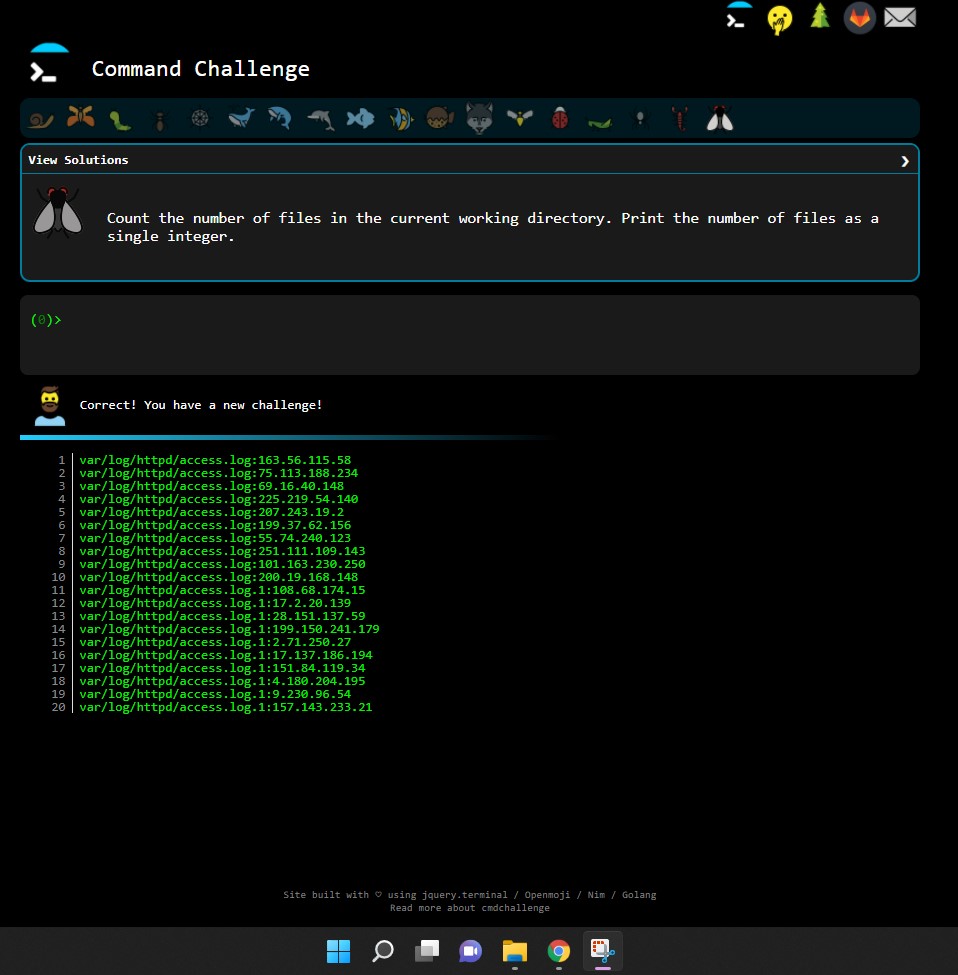 Command Challenge
View Solutions
Count the number of files in the current working directory. Print the number of files as a
single integer.
(0)>
Correct! You have a new challenge!
1 var/log/httpd/access.log:163.56.115.58
2 var/log/httpd/access.log:75.113.188.234
3 var/log/httpd/access.log:69.16.40.148
4 var/log/httpd/access.log:225.219.54.140
5 var/log/httpd/access.log:207.243.19.2
6 var/log/httpd/access.log:199.37.62.156
7 var/log/httpd/access.log:55.74.240.123
8 var/log/httpd/access.log:251.111.109.143
9 var/log/httpd/access.log:101.163.230.250
10 var/log/httpd/access.log:200.19.168.148
11 var/log/httpd/access.log.1:108.68.174.15
12 var/log/httpd/access.log.1:17.2.20.139
13 var/log/httpd/access.log.1:28.151.137.59
14 var/log/httpd/access.log.1:199.150.241.179
15 var/log/httpd/access.log.1:2.71.250.27
16 var/log/httpd/access.log.1:17.137.186.194
17 var/log/httpd/access.log.1:151.84.119.34
18 var/log/httpd/access.log.1:4.180.204.195
19 var/log/httpd/access.log.1:9.230.96.54
20 var/log/httpd/access.log.1:157.143.233.21
Site built with ♡ using jquery.terminal / Openmoji / Nim / Golang
Read more about cmdchallenge